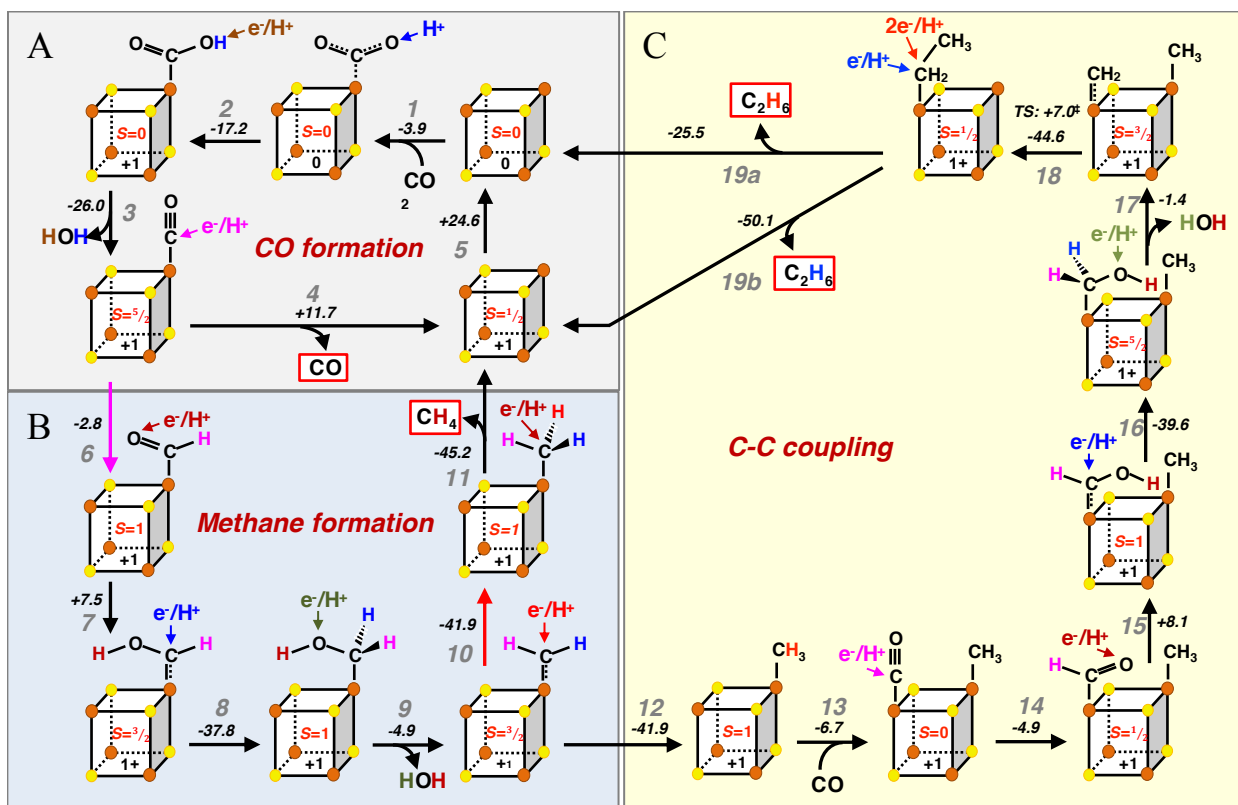 A
O
OH
e⁻/H⁺
C
S=0
+1
2
-17.2
O
O
H⁺
C
S=0
0
1
-3.9
CO
2
S=0
0
-26.0
3
HOH
O
C
e⁻/H⁺
CO formation
+24.6
5
S=5/2
+1
4
+11.7
CO
S=1/2
+1
B
-2.8
6
e⁻/H⁺
O
H
C
S=1
+1
Methane formation
CH4
-45.2
11
e⁻/H⁺
H
H
C
H
S=1
+1
+7.5
7
e⁻/H⁺
H
O
C
H
S=3/2
1+
8
-37.8
e⁻/H⁺
H
O
C
H
H
S=1
+1
9
-4.9
HOH
-41.9
10
e⁻/H⁺
H
H
C
S=3/2
+1
C
2e⁻/H⁺
e⁻/H⁺
CH3
CH2
S=1/2
1+
TS: +7.0‡
-44.6
18
CH2
CH3
S=3/2
+1
C2H6
-25.5
19a
-50.1
19b
C2H6
17
-1.4
HOH
e⁻/H⁺
H
H
C
O
H
CH3
S=5/2
1+
C-C coupling
16
-39.6
e⁻/H⁺
H
C
O
H
CH3
S=1
+1
15
+8.1
12
-41.9
CH3
S=1
+1
13
-6.7
CO
O
C
e⁻/H⁺
CH3
S=0
+1
14
-4.9
e⁻/H⁺
H
C
O
CH3
S=1/2
+1